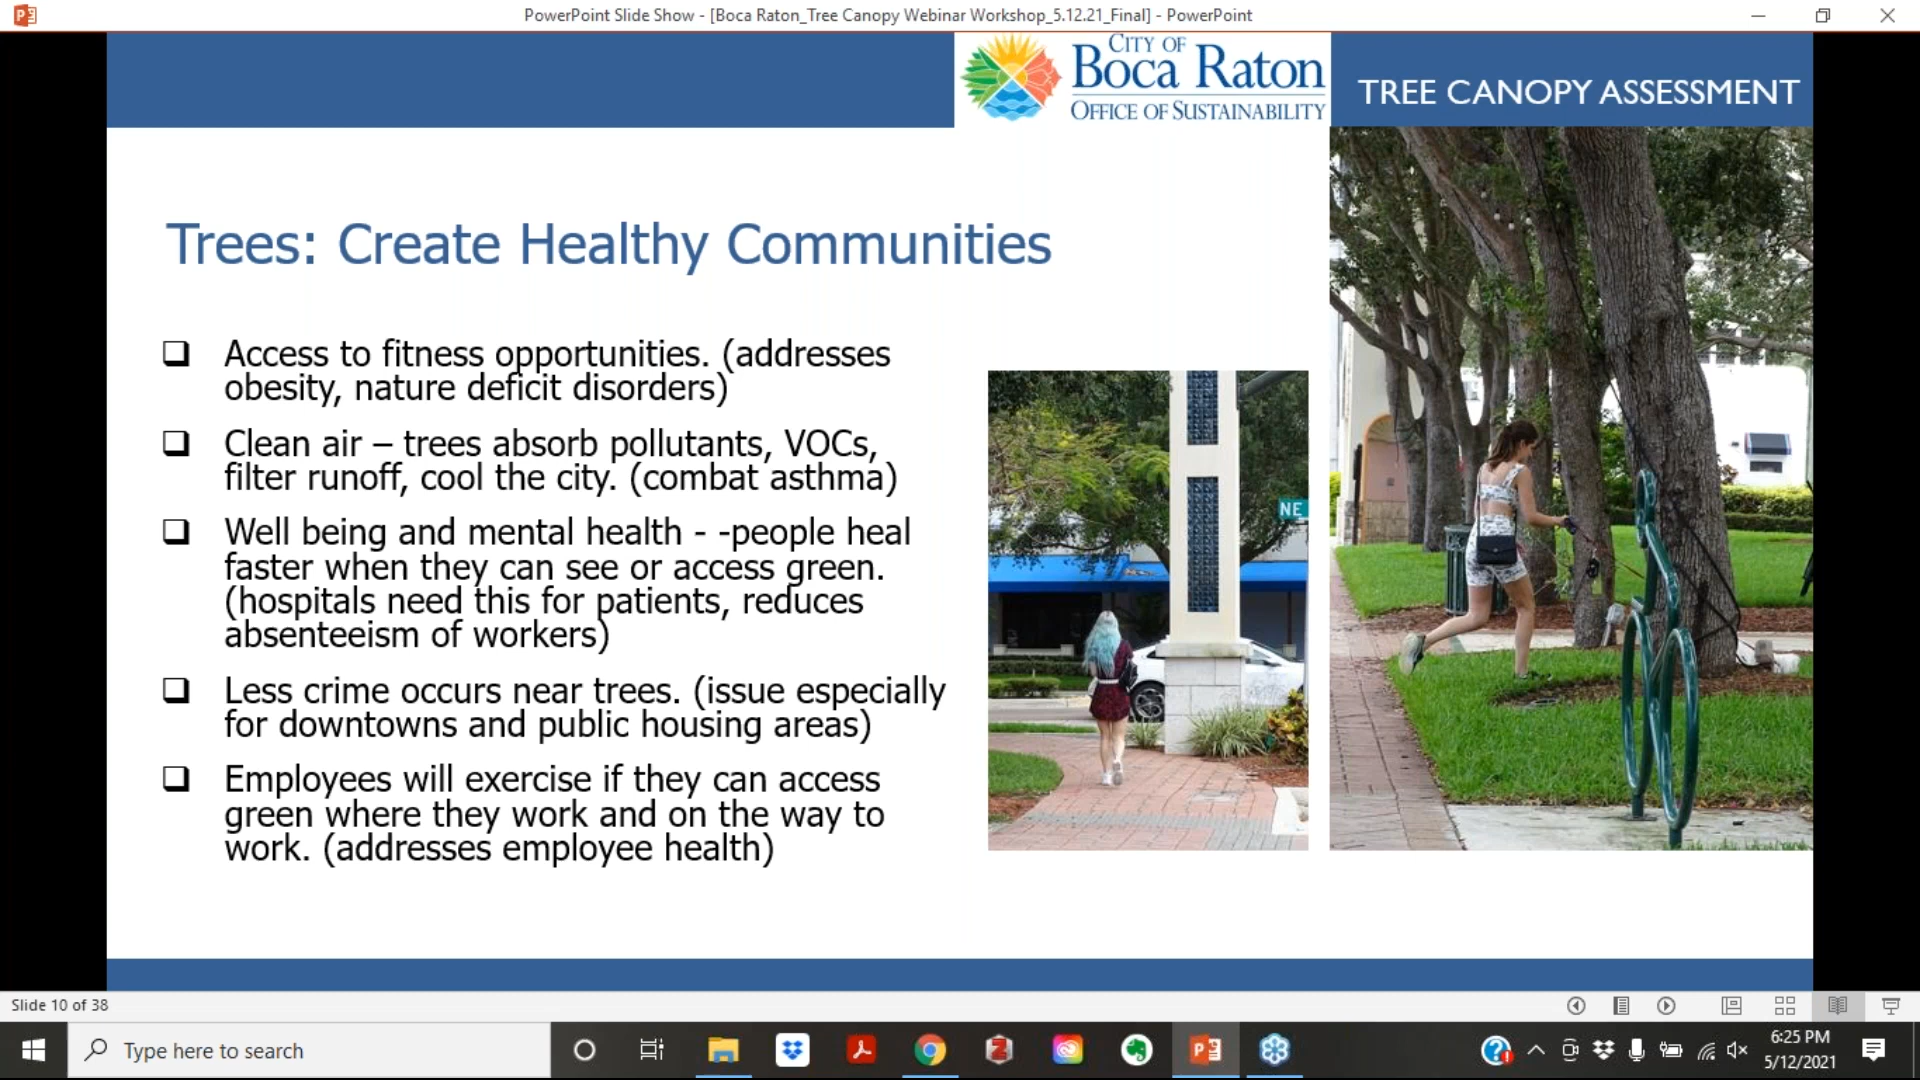 PowerPoint Slide Show - [Boca Raton_Tree Canopy Webinar Workshop_5.12.21_Final] - PowerPoint
CITY OF
Boca Raton
OFFICE OF SUSTAINABILITY
TREE CANOPY ASSESSMENT
Trees: Create Healthy Communities
Access to fitness opportunities. (addresses
obesity, nature deficit disorders)
Clean air – trees absorb pollutants, VOCs,
filter runoff, cool the city. (combat asthma)
Well being and mental health - -people heal
faster when they can see or access green.
(hospitals need this for patients, reduces
absenteeism of workers)
Less crime occurs near trees. (issue especially
for downtowns and public housing areas)
Employees will exercise if they can access
green where they work and on the way to
work. (addresses employee health)
NE
Slide 10 of 38
Type here to search
6:25 PM
5/12/2021